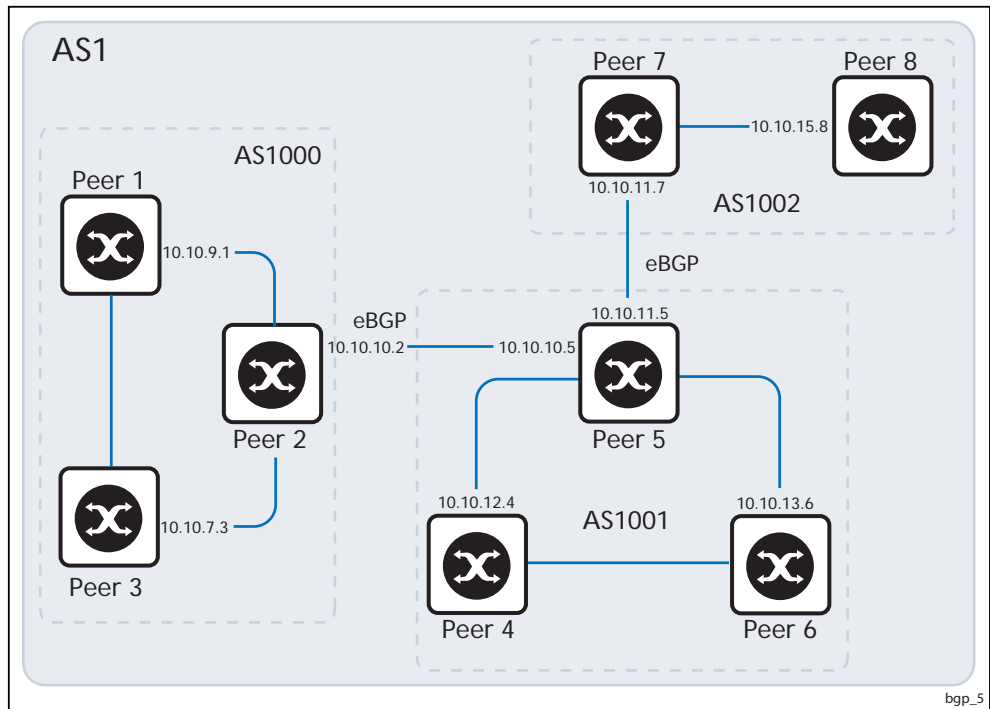 AS1
Peer 7
Peer 8
10.10.15.8
10.10.11.7
AS1002
AS1000
Peer 1
10.10.9.1
eBGP
eBGP
10.10.11.5
10.10.10.2
10.10.10.5
Peer 2
Peer 5
10.10.7.3
Peer 3
10.10.12.4
AS1001
10.10.13.6
Peer 4
Peer 6
bgp_5